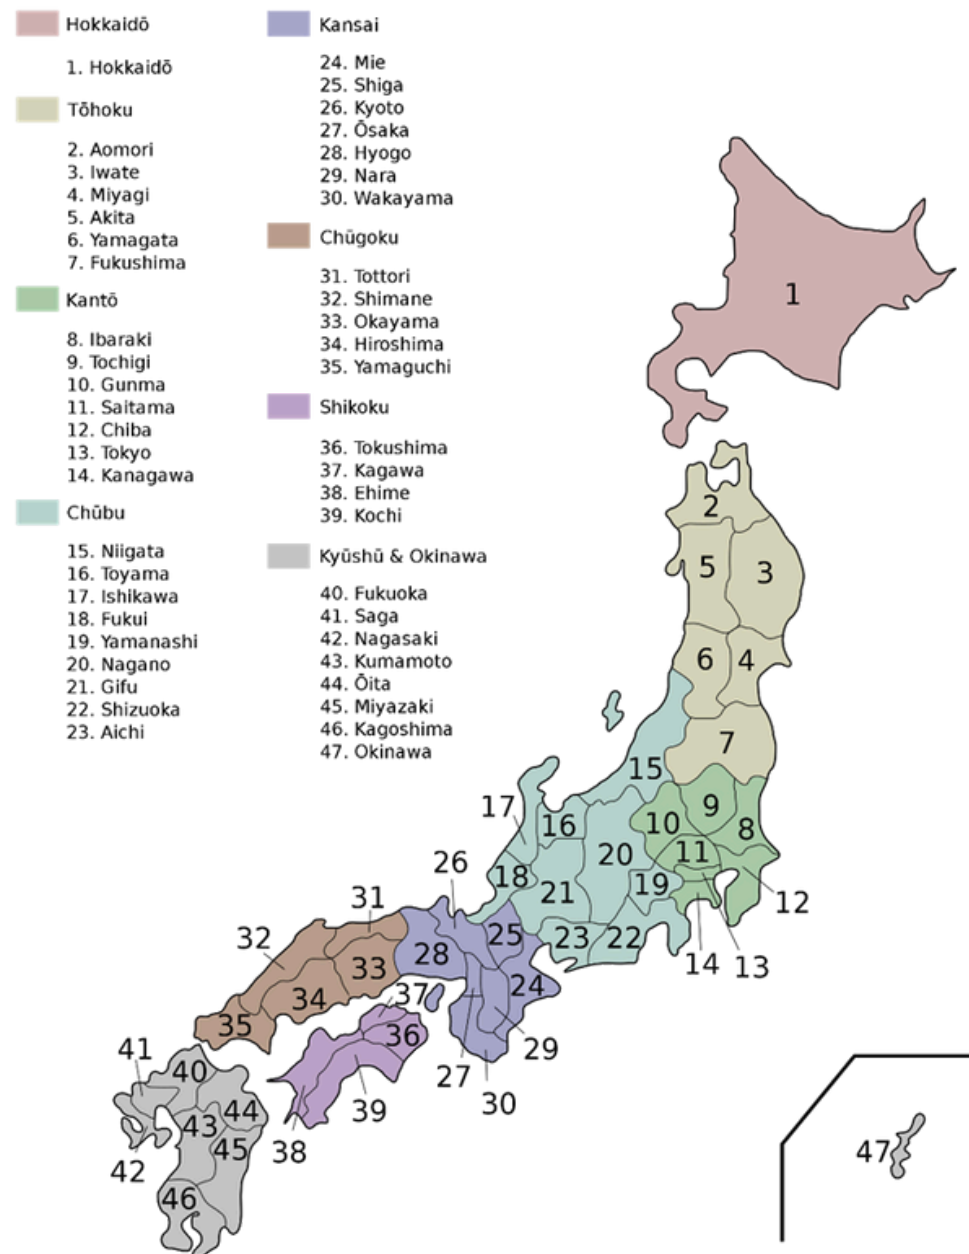 Hokkaidō
1. Hokkaidō
Tōhoku
2. Aomori
3. Iwate
4. Miyagi
5. Akita
6. Yamagata
7. Fukushima
Kantō
8. Ibaraki
9. Tochigi
10. Gunma
11. Saitama
12. Chiba
13. Tokyo
14. Kanagawa
Chūbu
15. Niigata
16. Toyama
17. Ishikawa
18. Fukui
19. Yamanashi
20. Nagano
21. Gifu
22. Shizuoka
23. Aichi
Kansai
24. Mie
25. Shiga
26. Kyoto
27. Ōsaka
28. Hyogo
29. Nara
30. Wakayama
Chūgoku
31. Tottori
32. Shimane
33. Okayama
34. Hiroshima
35. Yamaguchi
Shikoku
36. Tokushima
37. Kagawa
38. Ehime
39. Kochi
Kyūshū & Okinawa
40. Fukuoka
41. Saga
42. Nagasaki
43. Kumamoto
44. Ōita
45. Miyazaki
46. Kagoshima
47. Okinawa
1
2
5
3
6
4
7
15
9
17
16
10
8
20
11
26
18
21
19
12
31
32
28
25
23
22
14
13
33
34
37
24
35
36
29
41
40
27
30
44
39
43
45
38
42
46
47